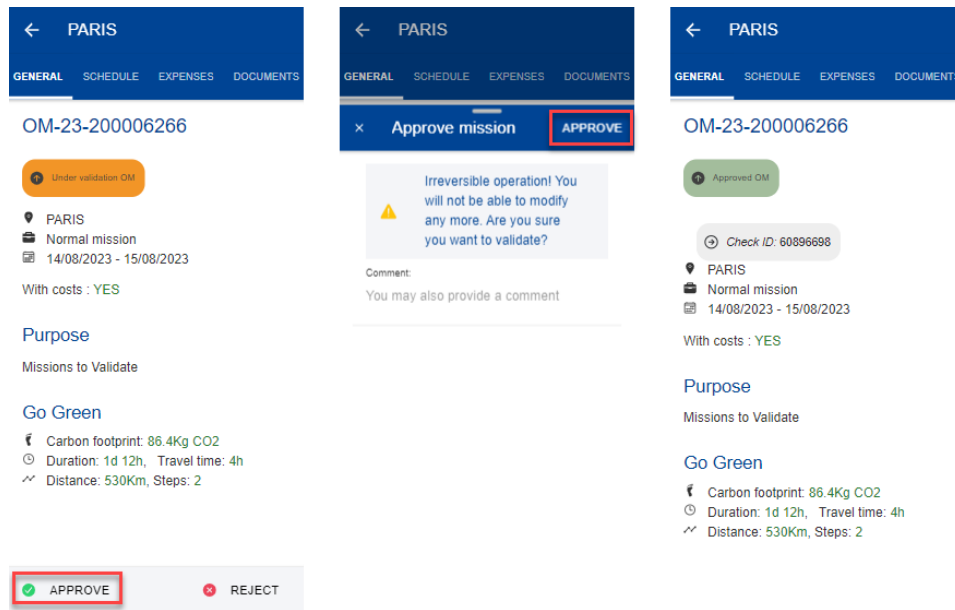 PARIS
GENERAL SCHEDULE EXPENSES DOCUMENTS
OM-23-200006266
Under validation OM
PARIS
Normal mission
14/08/2023 - 15/08/2023
With costs : YES
Purpose
Missions to Validate
Go Green
Carbon footprint: 86.4Kg CO2
Duration: 1d 12h, Travel time: 4h
Distance: 530Km, Steps: 2
APPROVE REJECT
PARIS
GENERAL SCHEDULE EXPENSES DOCUMENTS
× Approve mission APPROVE
Irreversible operation! You
will not be able to modify
any more. Are you sure
you want to validate?
Comment:
You may also provide a comment
PARIS
GENERAL SCHEDULE EXPENSES DOCUMENTS
OM-23-200006266
Approved OM
Check ID: 60896698
PARIS
Normal mission
14/08/2023 - 15/08/2023
With costs : YES
Purpose
Missions to Validate
Go Green
Carbon footprint: 86.4Kg CO2
Duration: 1d 12h, Travel time: 4h
Distance: 530Km, Steps: 2